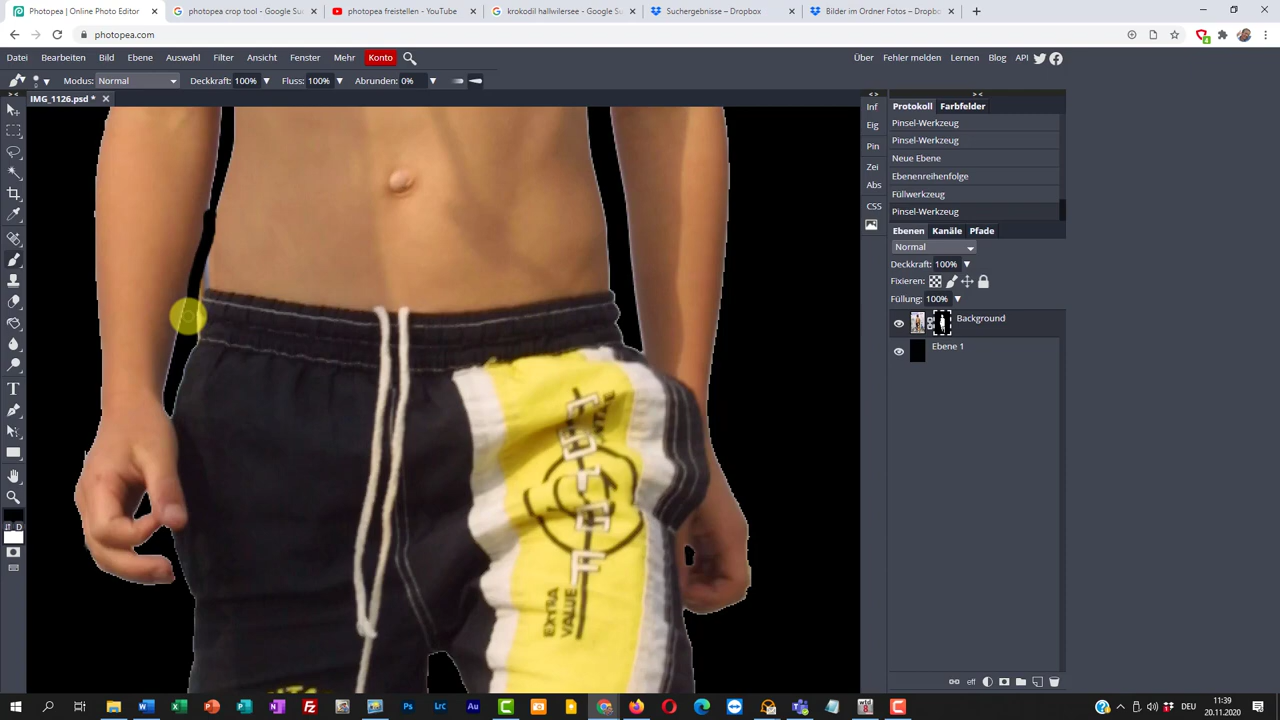 Photopea | Online Photo Editor
photopea crop tool - Google Su
photopea freistellen - YouTube
krokodil hallwilersee - Google S
Suchergebnisse – Dropbox
Bilder im Ordner Fotos – Dropbo
photopea.com
4
Datei Bearbeiten Bild Ebene Auswahl Filter Ansicht Fenster Mehr Konto
Über Fehler melden Lernen Blog API
Modus: Normal Deckkraft: 100% Fluss: 100% Abrunden: 0%
IMG_1126.psd *
< > > <
Inf
Eig
Pin
Zei
Abs
CSS
Protokoll Farbfelder
Pinsel-Werkzeug
Pinsel-Werkzeug
Neue Ebene
Ebenenreihenfolge
Füllwerkzeug
Pinsel-Werkzeug
Ebenen Kanäle Pfade
Normal
Deckkraft: 100%
Fixieren:
Füllung: 100%
Background
Ebene 1
EXTRA
VALUE
eff
DEU
11:39
20.11.2020